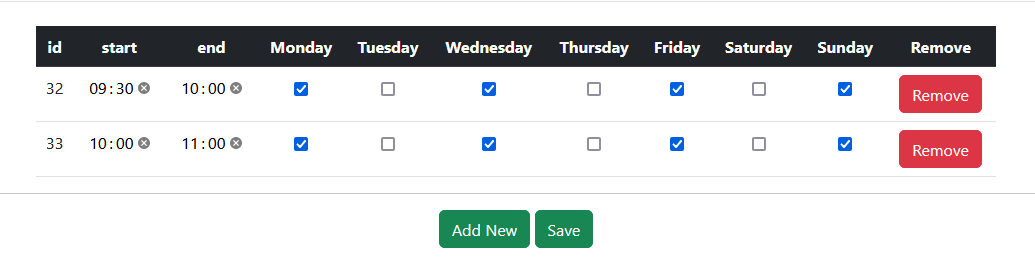 id start end Monday Tuesday Wednesday Thursday Friday Saturday Sunday Remove
32 09:30 10:00 Remove
33 10:00 11:00 Remove
Add New Save